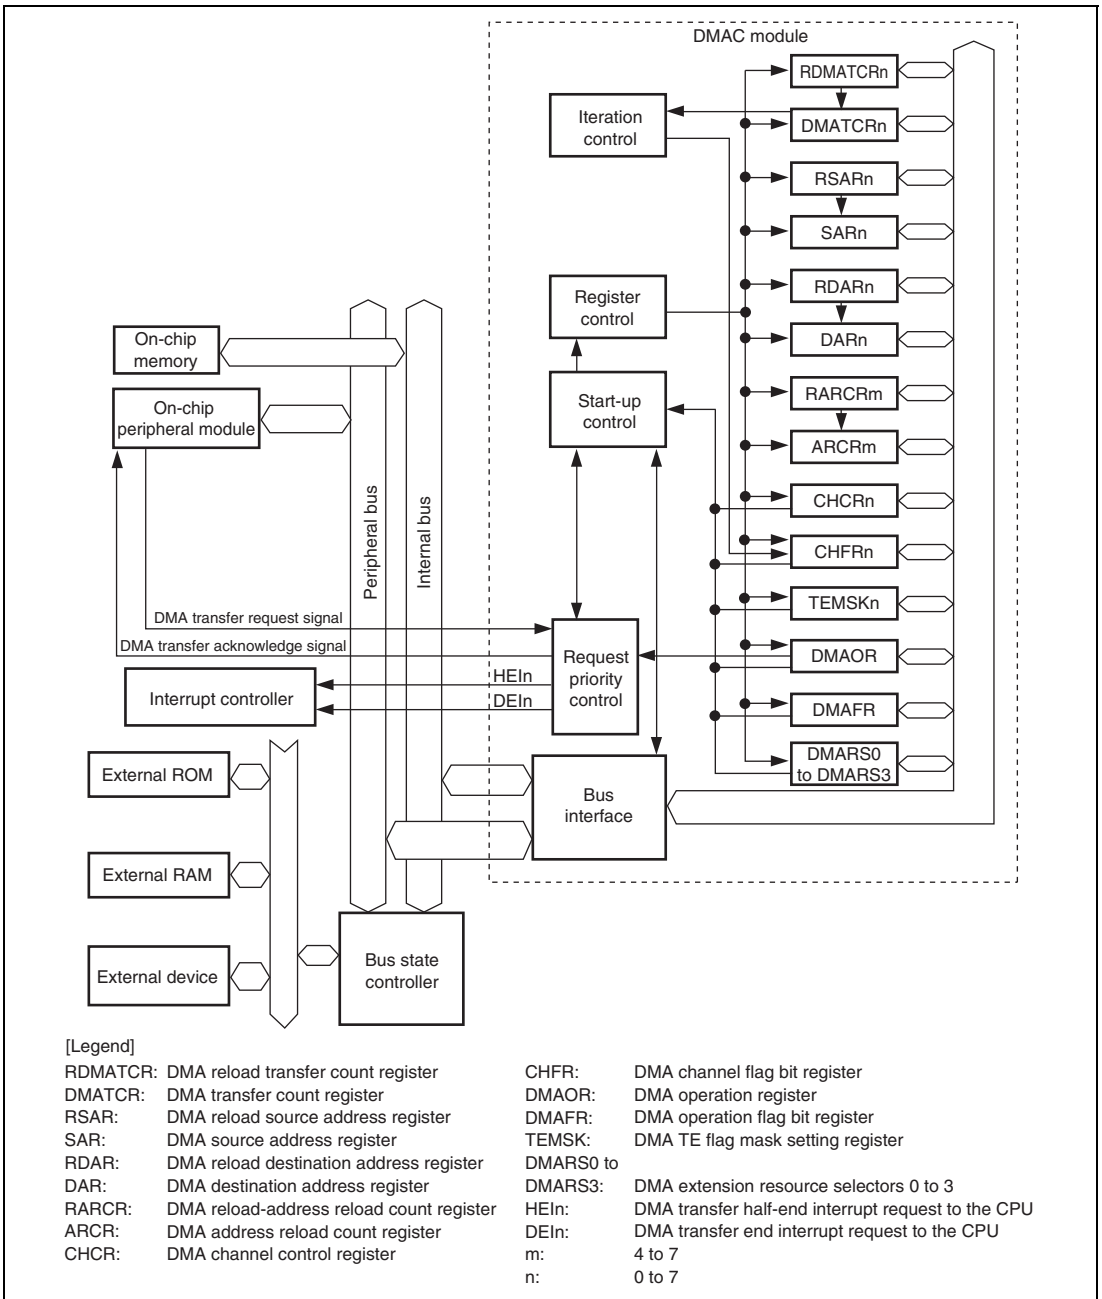 DMAC module
RDMATCRn
Iteration
control
DMATCRn
RSARn
SARn
Register
control
RDARn
DARn
On-chip
memory
Start-up
control
RARCRm
ARCRm
On-chip
peripheral module
Peripheral bus
Internal bus
CHCRn
CHFRn
TEMSKn
DMA transfer request signal
DMA transfer acknowledge signal
Request
priority
control
DMAOR
HEIn
DEIn
Interrupt controller
DMAFR
DMARS0
to DMARS3
External ROM
Bus
interface
External RAM
External device
Bus state
controller
[Legend]
RDMATCR: DMA reload transfer count register
DMATCR: DMA transfer count register
RSAR: DMA reload source address register
SAR: DMA source address register
RDAR: DMA reload destination address register
DAR: DMA destination address register
RARCR: DMA reload-address reload count register
ARCR: DMA address reload count register
CHCR: DMA channel control register
CHFR: DMA channel flag bit register
DMAOR: DMA operation register
DMAFR: DMA operation flag bit register
TEMSK: DMA TE flag mask setting register
DMARS0 to
DMARS3: DMA extension resource selectors 0 to 3
HEIn: DMA transfer half-end interrupt request to the CPU
DEIn: DMA transfer end interrupt request to the CPU
m: 4 to 7
n: 0 to 7